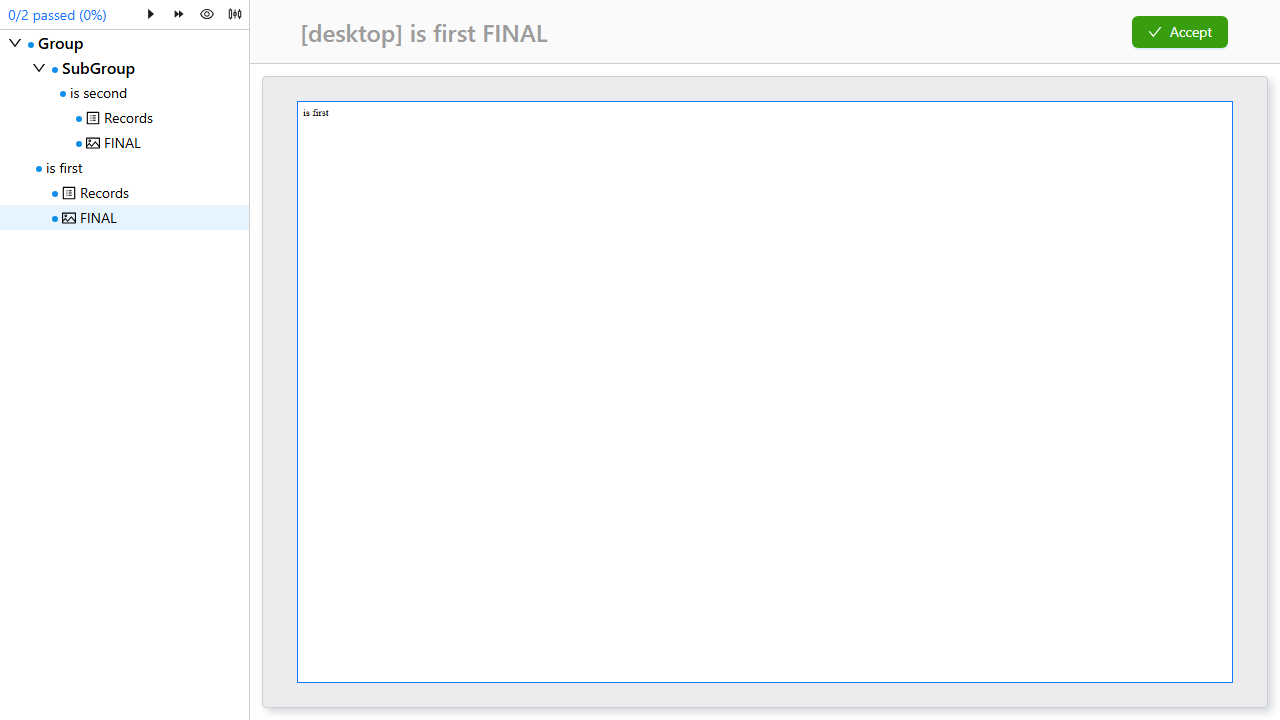 0/2 passed (0%)
Group
SubGroup
is second
Records
FINAL
is first
Records
FINAL
[desktop] is first FINAL
Accept
is first